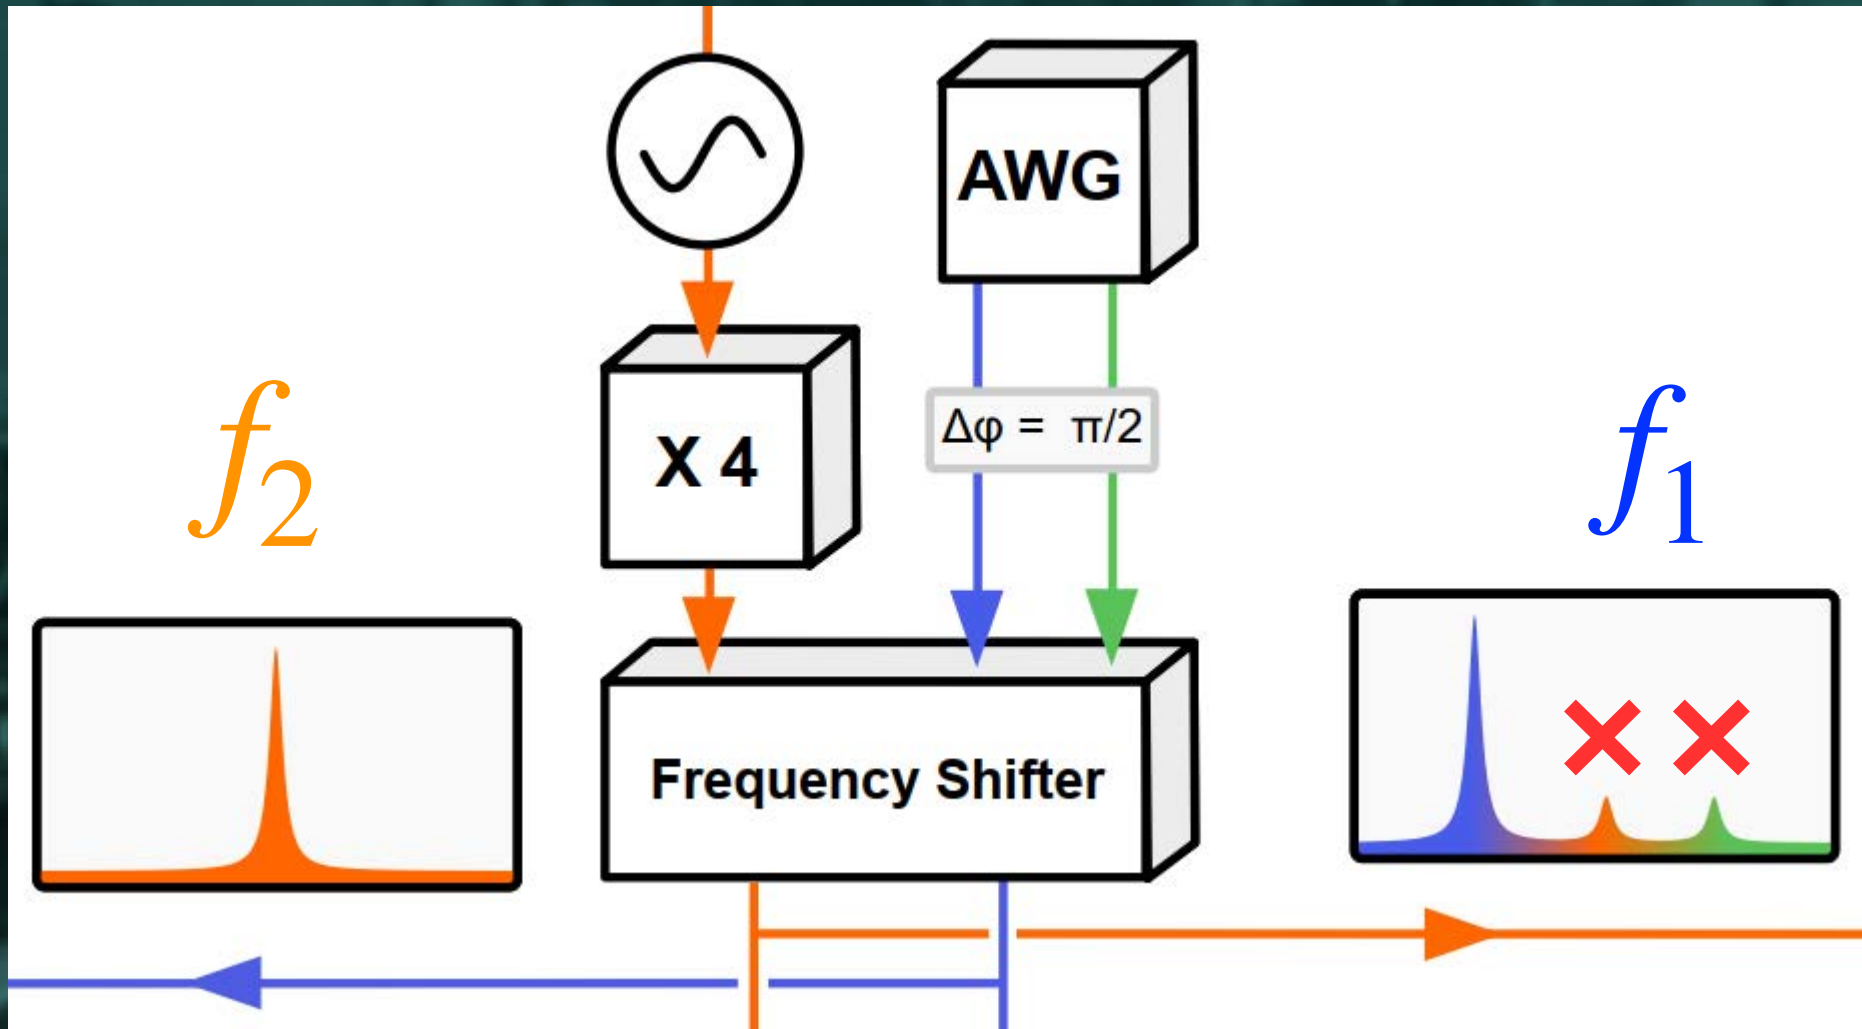 AWG
Δφ = π/2
X 4
f2
f1
Frequency Shifter